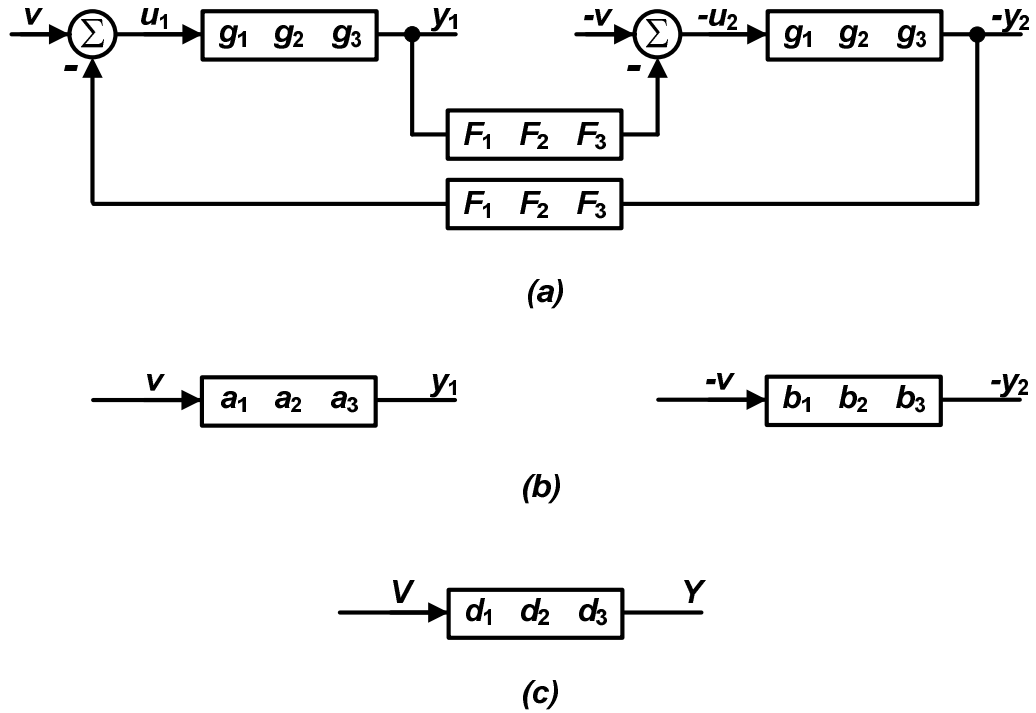 v Σ u₁ g₁ g₂ g₃ y₁ -v Σ -u₂ g₁ g₂ g₃ -y₂
- -
F₁ F₂ F₃
F₁ F₂ F₃
(a)
v a₁ a₂ a₃ y₁ -v b₁ b₂ b₃ -y₂
(b)
V d₁ d₂ d₃ Y
(c)